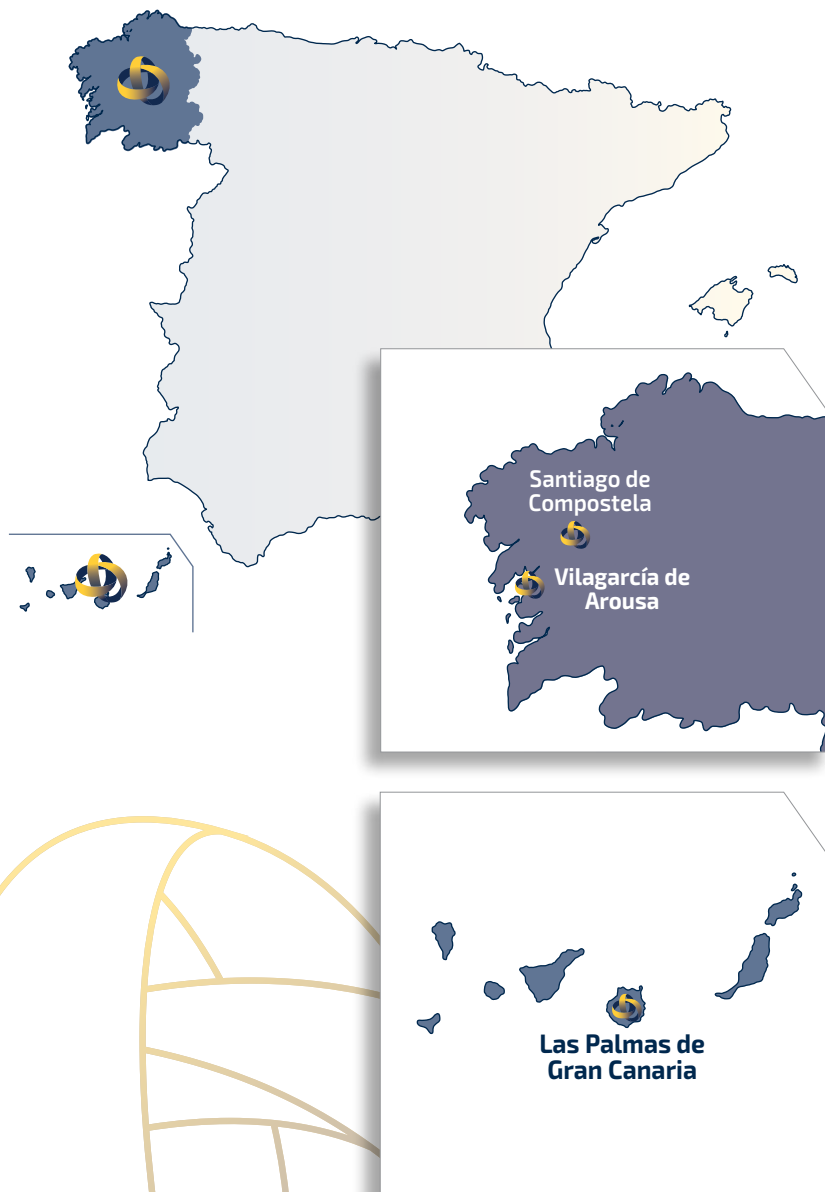 Santiago de
Compostela
Vilagarcía de
Arousa
Las Palmas de
Gran Canaria